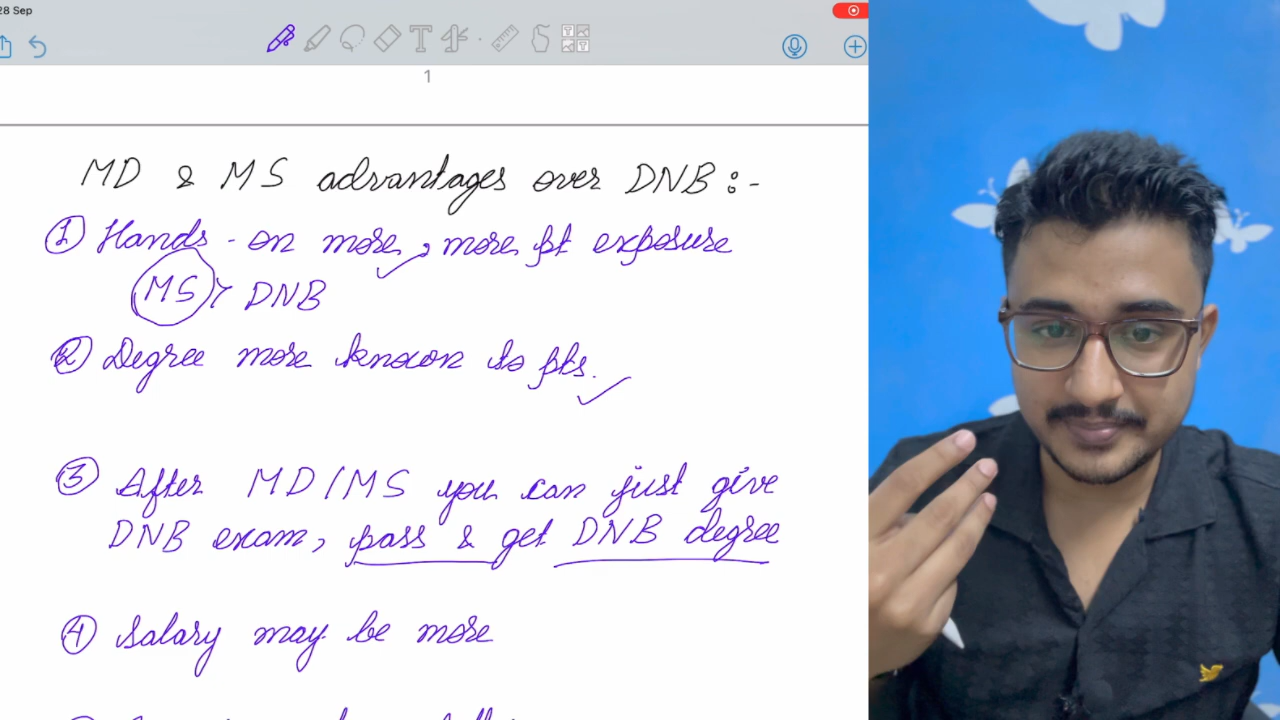 28 Sep
1
MD & MS advantages over DNB :-
① Hands-on more, more pt exposure
MS > DNB
② Degree more known to pts.
③ After MD/MS you can just give
DNB exam, pass & get DNB degree
④ Salary may be more